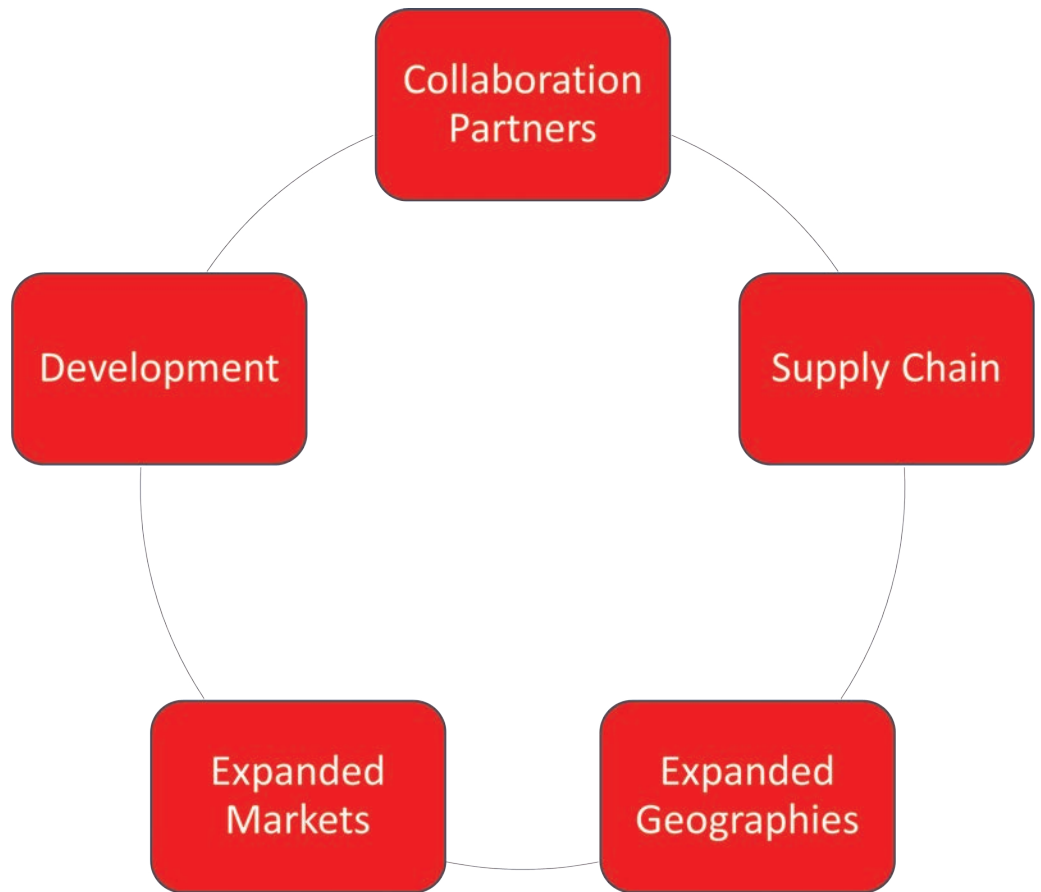 Collaboration
Partners
Development
Supply Chain
Expanded
Markets
Expanded
Geographies